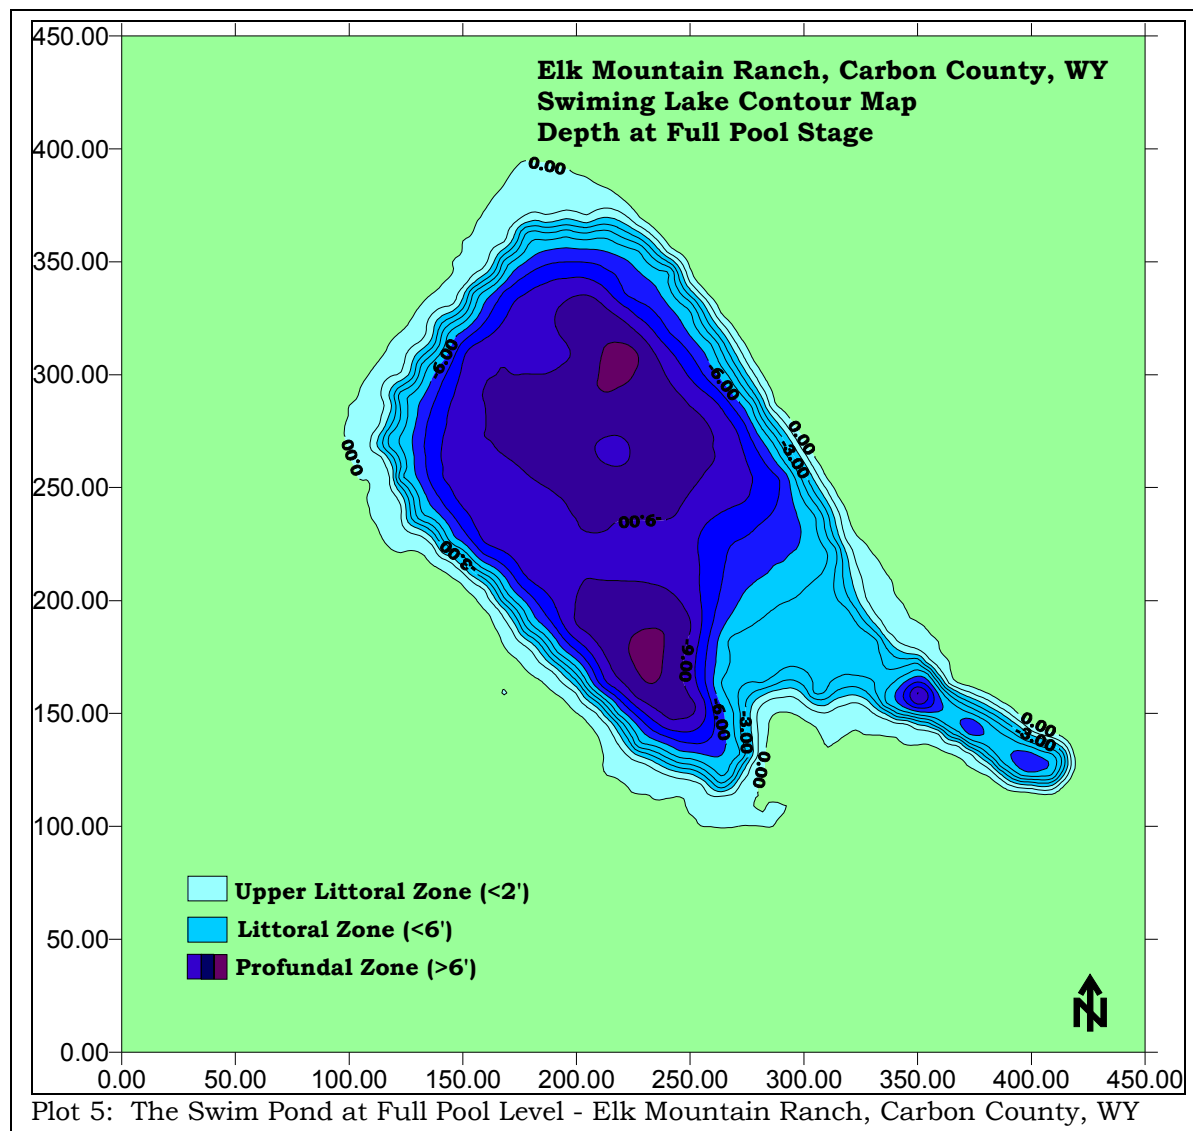 450.00
Elk Mountain Ranch, Carbon County, WY
Swiming Lake Contour Map
Depth at Full Pool Stage
400.00
0.00
350.00
-6.00
300.00
-6.00
0.00
-3.00
0.00
250.00
-9.00
-3.00
200.00
-9.00
150.00
-6.00
-3.00
0.00
-3.00
0.00
100.00
Upper Littoral Zone (<2')
Littoral Zone (<6')
50.00
Profundal Zone (>6')
N
0.00
0.00 50.00 100.00 150.00 200.00 250.00 300.00 350.00 400.00 450.00
Plot 5: The Swim Pond at Full Pool Level - Elk Mountain Ranch, Carbon County, WY